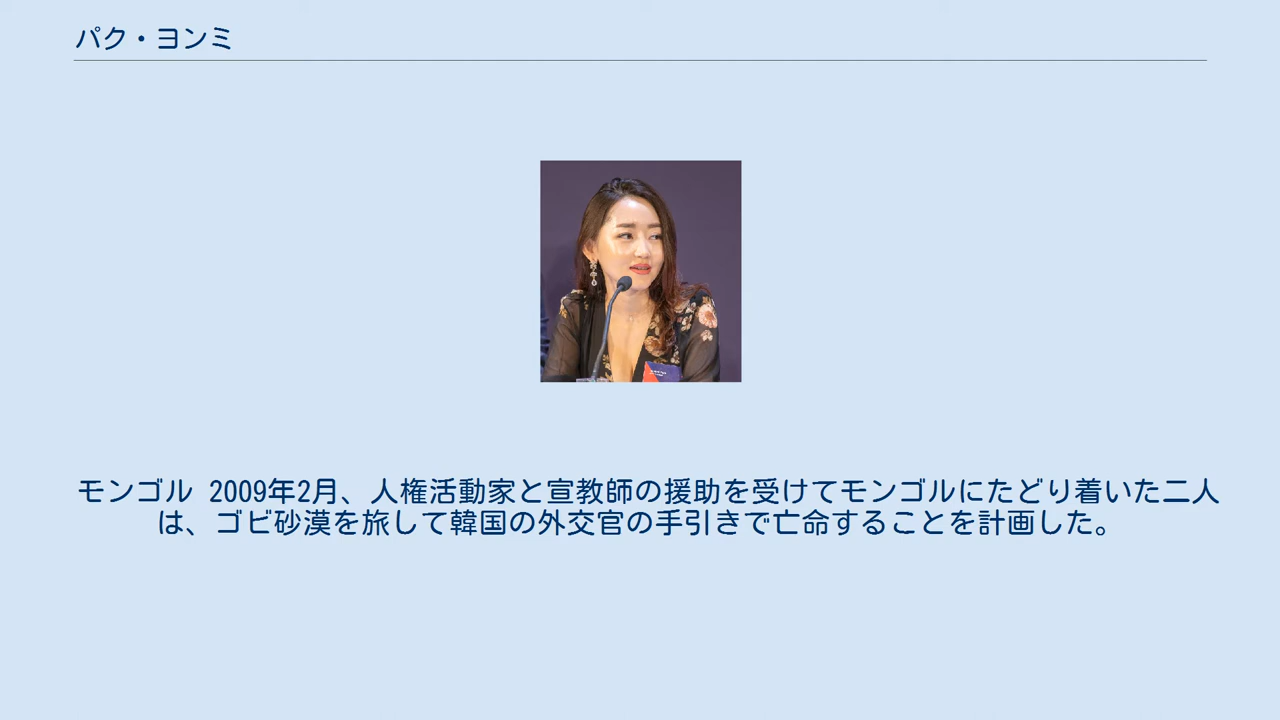 パク・ヨンミ
モンゴル 2009年2月、人権活動家と宣教師の援助を受けてモンゴルにたどり着いた二人
は、ゴビ砂漠を旅して韓国の外交官の手引きで亡命することを計画した。